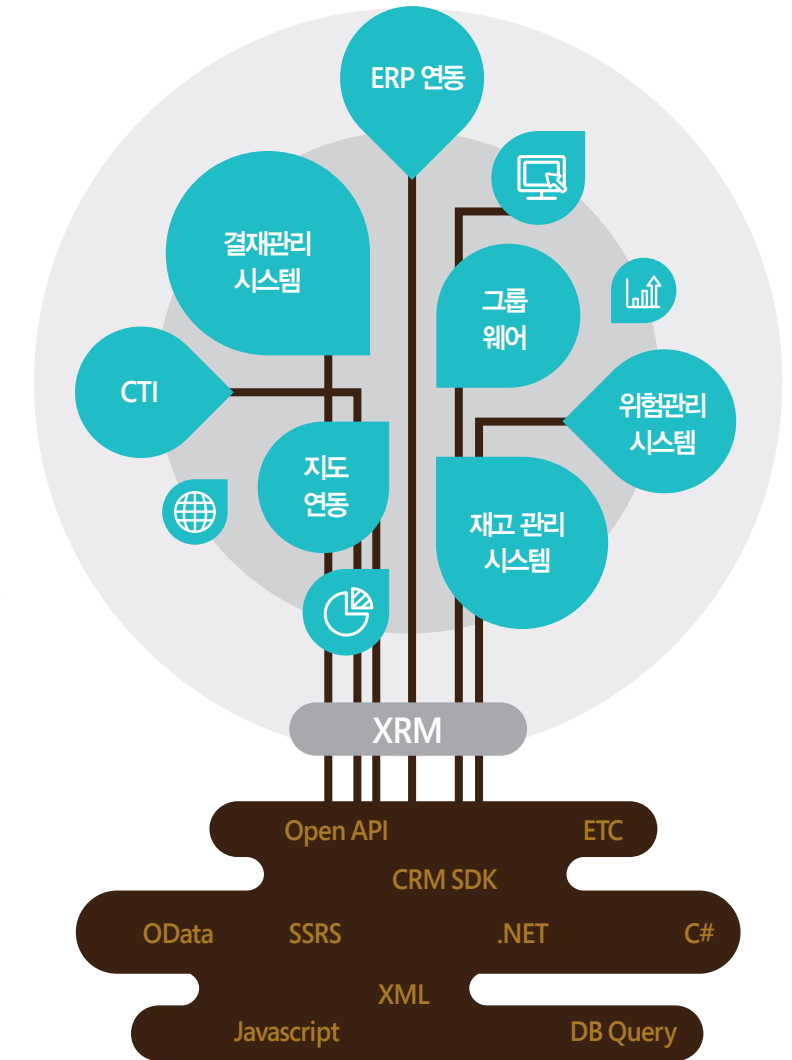 ERP 연동
결재관리
시스템
그룹
웨어
CTI
위험관리
시스템
지도
연동
재고 관리
시스템
XRM
Open API
ETC
CRM SDK
OData
SSRS
.NET
C#
XML
Javascript
DB Query